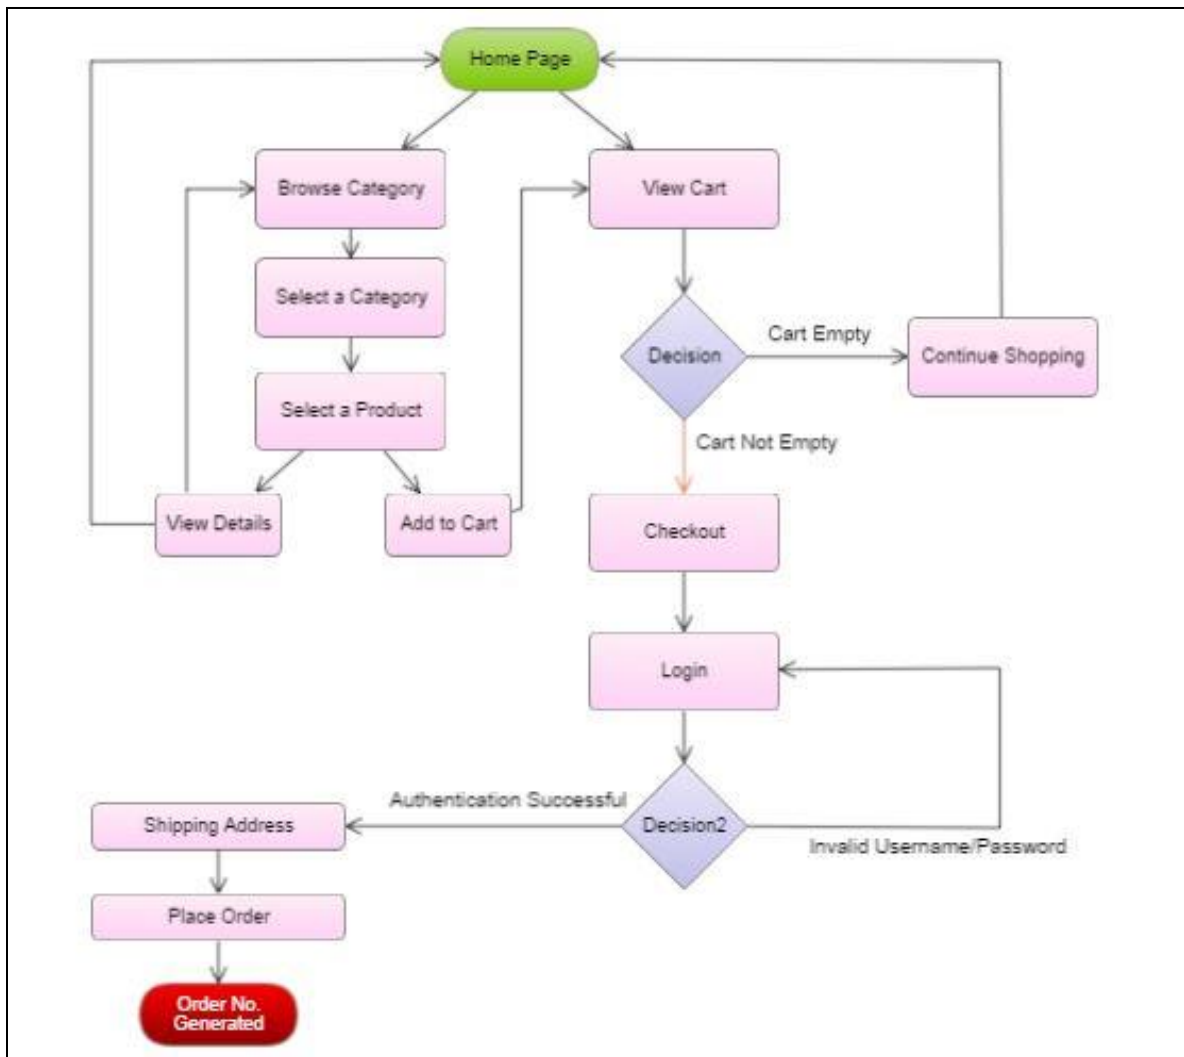 Home Page
Browse Category
View Cart
Select a Category
Decision
Cart Empty
Continue Shopping
Select a Product
Cart Not Empty
View Details
Add to Cart
Checkout
Login
Authentication Successful
Shipping Address
Decision2
Invalid Username/Password
Place Order
Order No.
Generated